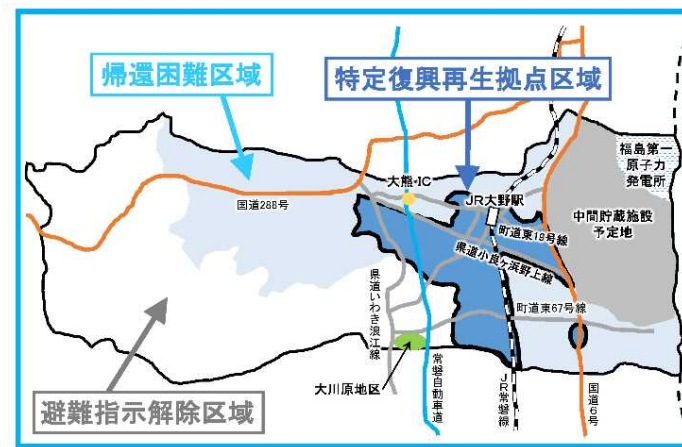 帰還困難区域
特定復興再生拠点区域
福島第一
原子力
発電所
大熊IC
JR大野駅
国道288号
中間貯蔵施設
予定地
町道東19号線
県道小良ヶ浜野上線
県道いわき浪江線
町道東67号線
大川原地区
常磐自動車道
JR常磐線
国道6号
避難指示解除区域